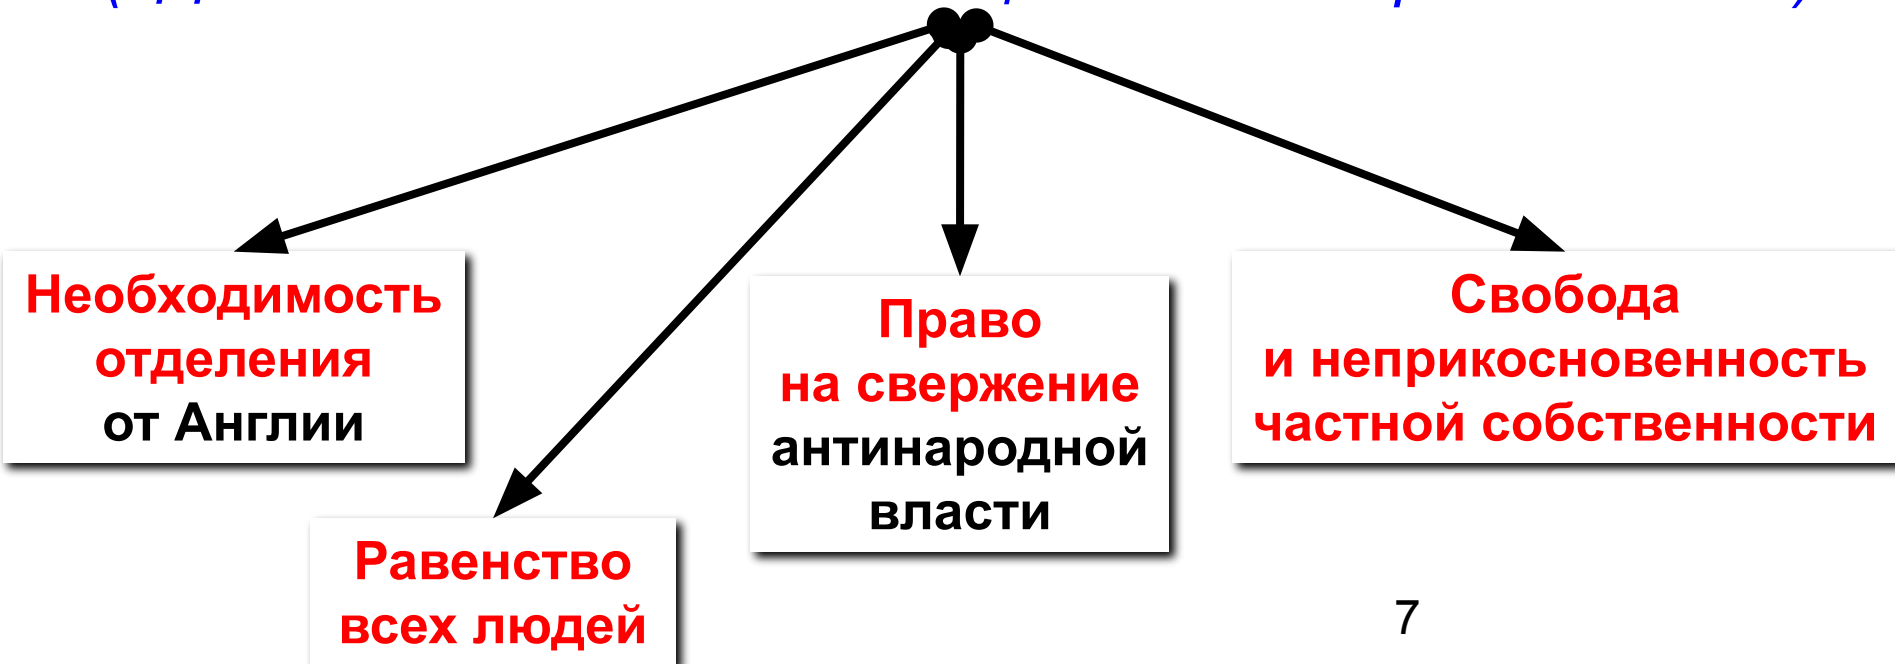 Необходимость
отделения
от Англии
Равенство
всех людей
Право
на свержение
антинародной
власти
Свобода
и неприкосновенность
частной собственности
7